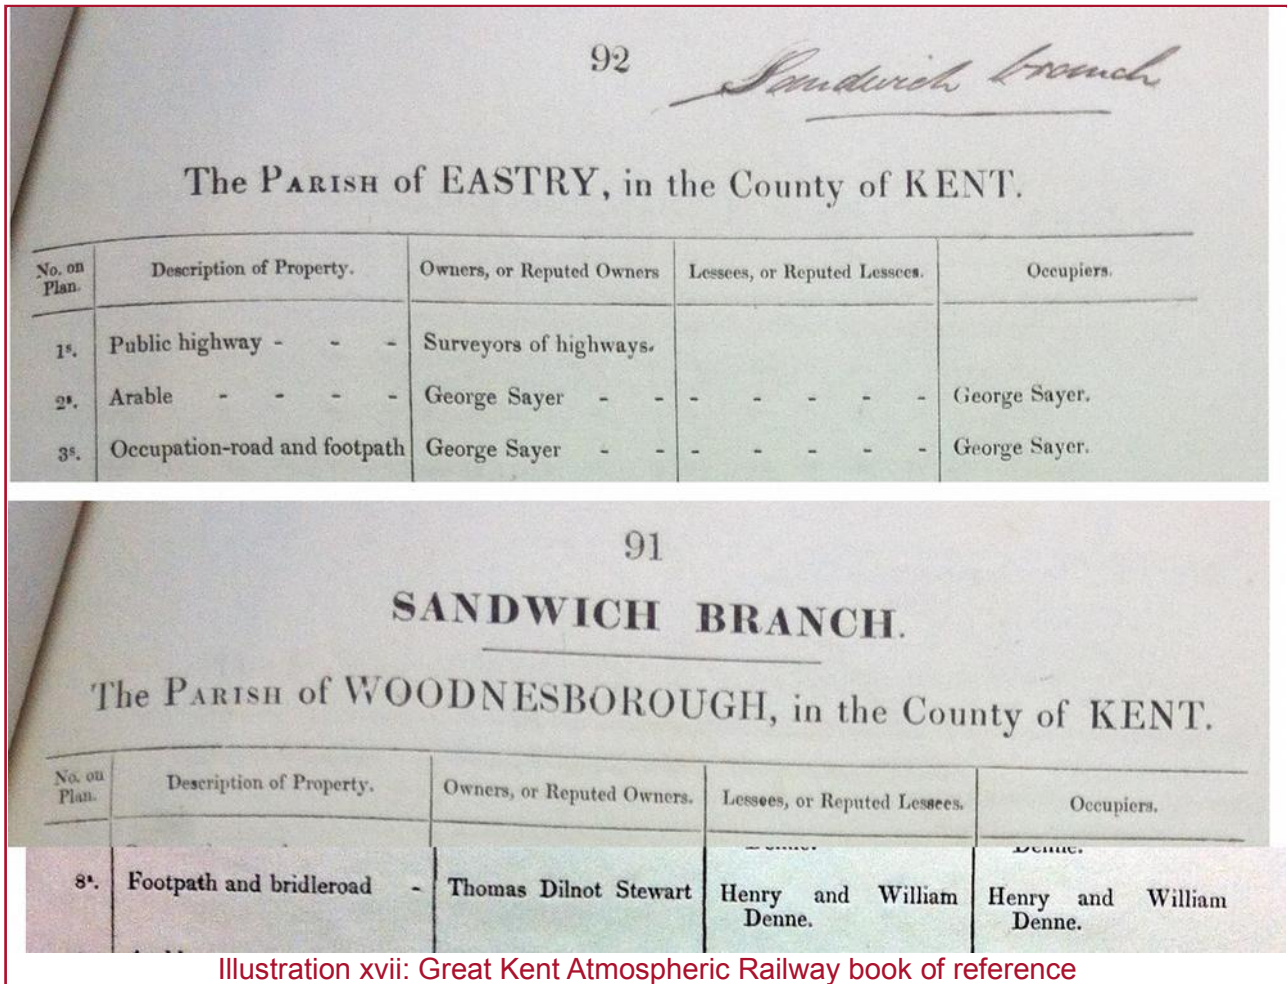 92
Sandwich branch
The PARISH of EASTRY, in the County of KENT.
No. on Plan. Description of Property. Owners, or Reputed Owners Lessees, or Reputed Lessees. Occupiers.
1s. Public highway - - - Surveyors of highways.
2s. Arable - - - - George Sayer - - - - - - - George Sayer.
3s. Occupation-road and footpath George Sayer - - - - - - - George Sayer.
91
SANDWICH BRANCH.
The PARISH of WOODNESBOROUGH, in the County of KENT.
No. on Plan. Description of Property. Owners, or Reputed Owners. Lessees, or Reputed Lessees. Occupiers.
8s. Footpath and bridleroad - Thomas Dilnot Stewart Henry and William Denne. Henry and William Denne.
Illustration xvii: Great Kent Atmospheric Railway book of reference